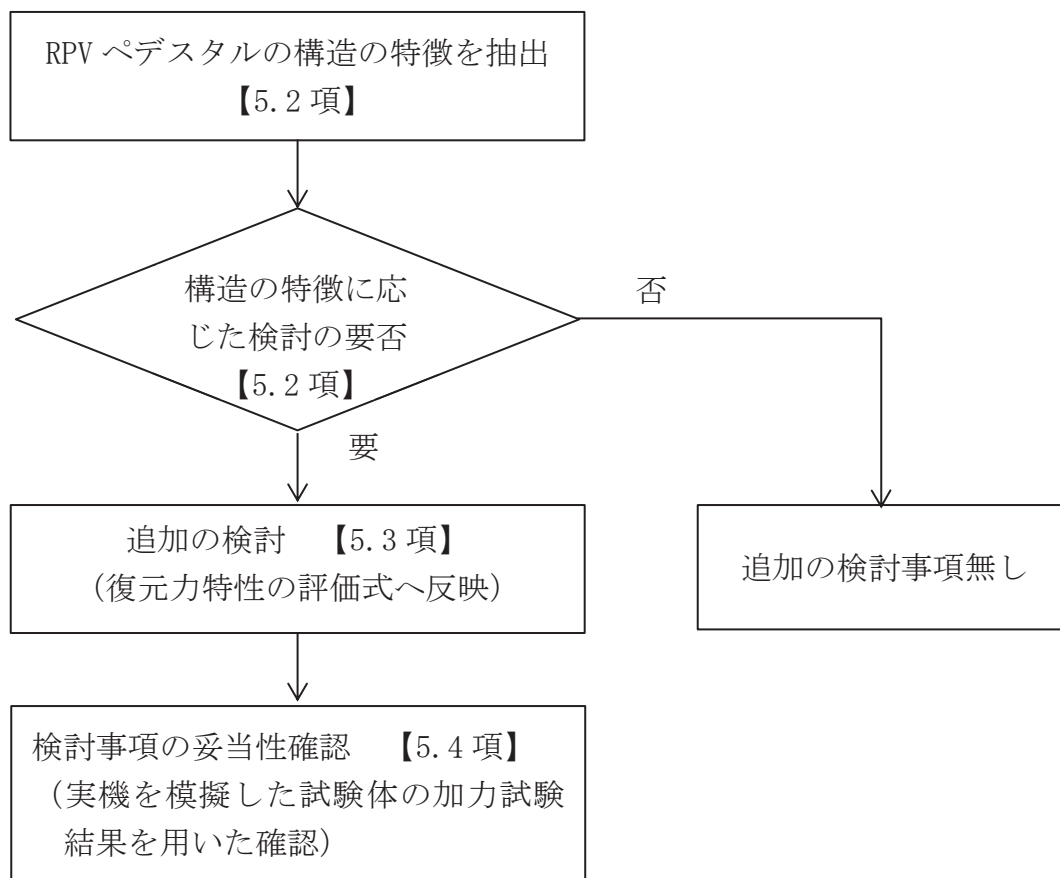 RPVペデスタルの構造の特徴を抽出
【5.2項】
構造の特徴に応
じた検討の要否
【5.2項】
否
要
追加の検討　【5.3項】
（復元力特性の評価式へ反映）
追加の検討事項無し
検討事項の妥当性確認　【5.4項】
（実機を模擬した試験体の加力試験
結果を用いた確認）